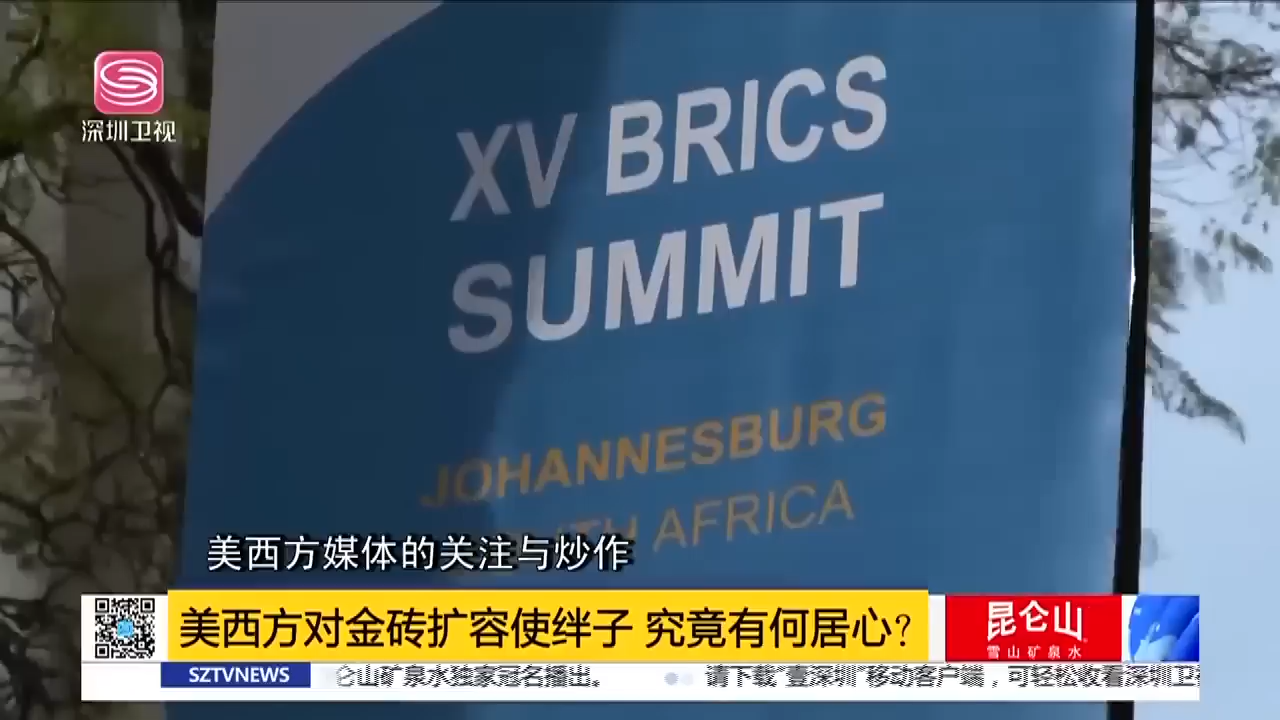 深圳卫视
XV BRICS
SUMMIT
JOHANNESBURG
SOUTH AFRICA
美西方媒体的关注与炒作
美西方对金砖扩容使绊子 究竟有何居心?
昆仑山
雪山矿泉水
SZTVNEWS
仑山矿泉水独家冠名播出。 请下载"壹深圳"移动客户端，可轻松收看深圳卫